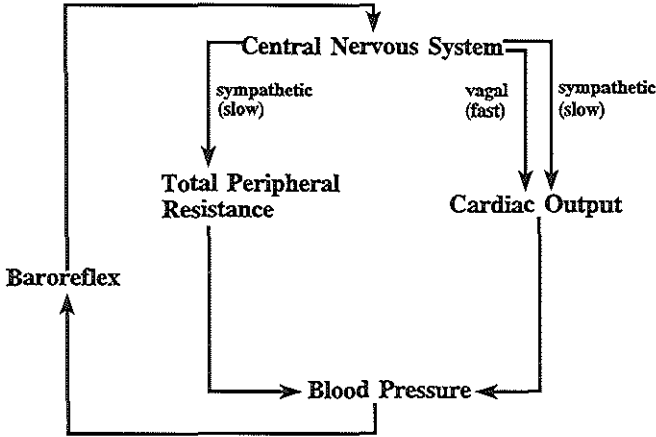 Central Nervous System
sympathetic
(slow)
vagal
(fast)
sympathetic
(slow)
Total Peripheral
Resistance
Cardiac Output
Baroreflex
Blood Pressure